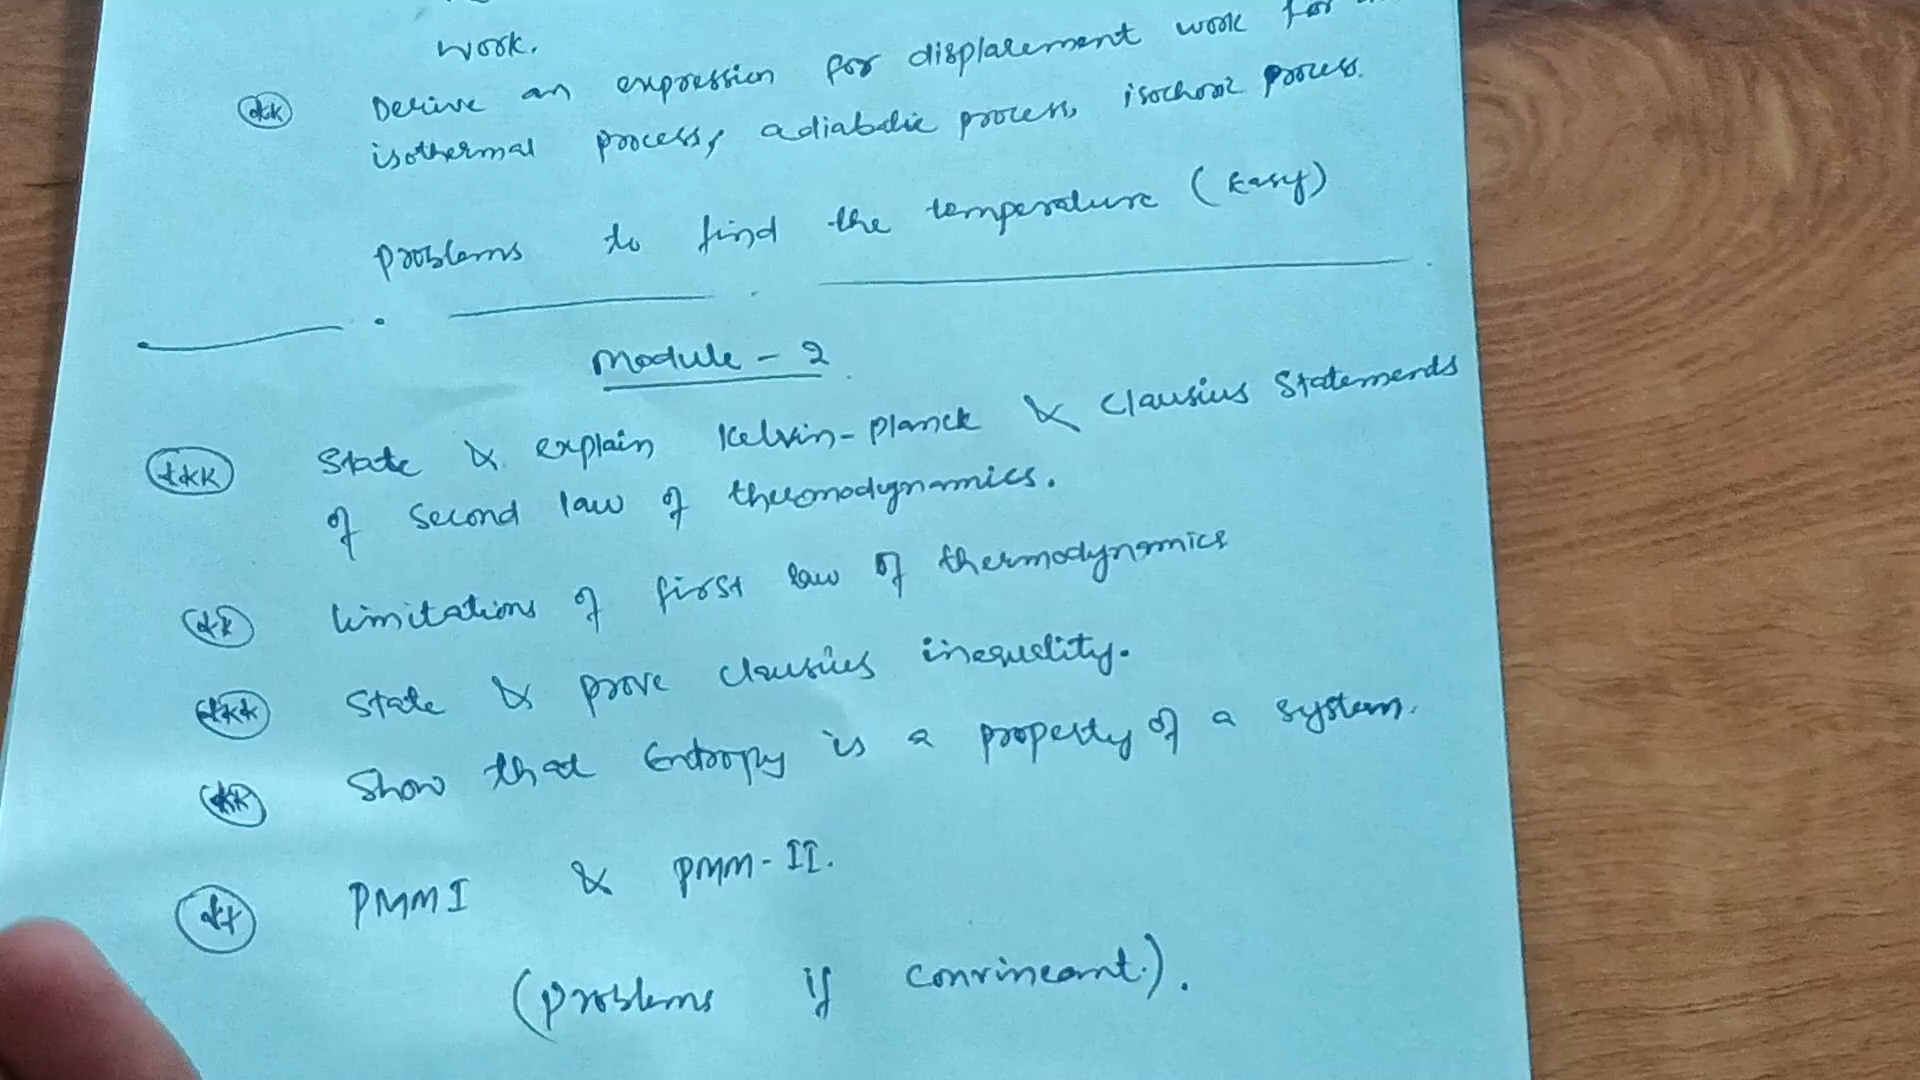 work.
Derive an expression for displacement work for
isothermal process, adiabatic process, isochoric process.
Problems to find the temperature (Easy)
Module - 2
State & explain Kelvin-Planck & Clausius Statements
of Second law of thermodynamics.
limitations of first law of thermodynamics
State & prove clausius inequality.
Show that Entropy is a property of a system.
PMMI & PMM-II.
(problems if convineant.).